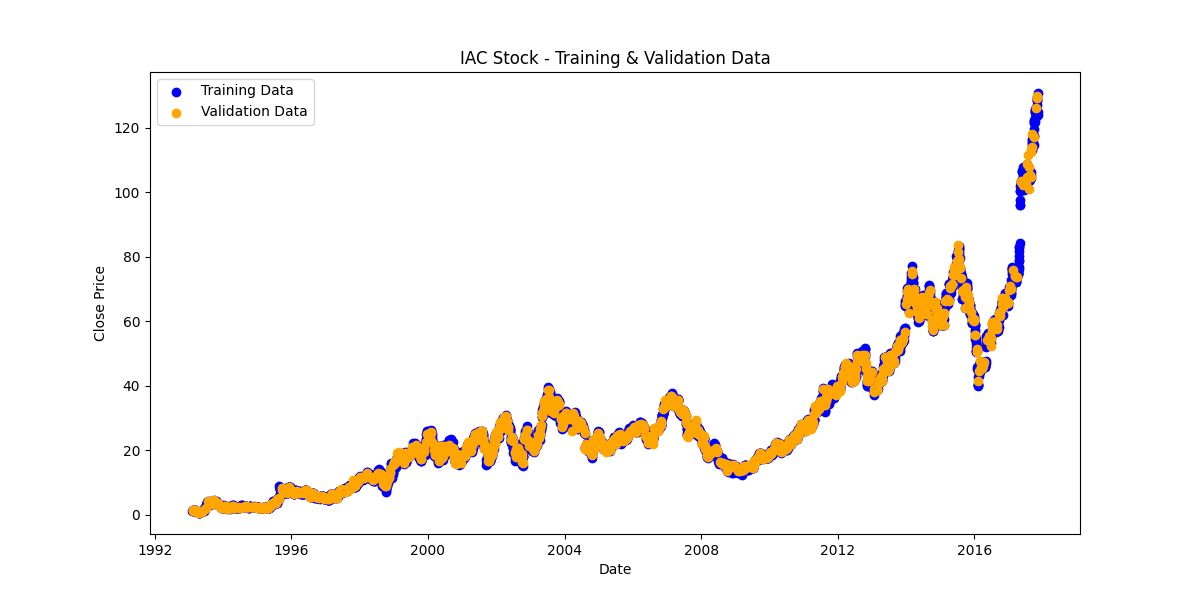 IAC Stock - Training & Validation Data
Training Data
Validation Data
120
100
80
60
40
20
0
Close Price
1992 1996 2000 2004 2008 2012 2016
Date